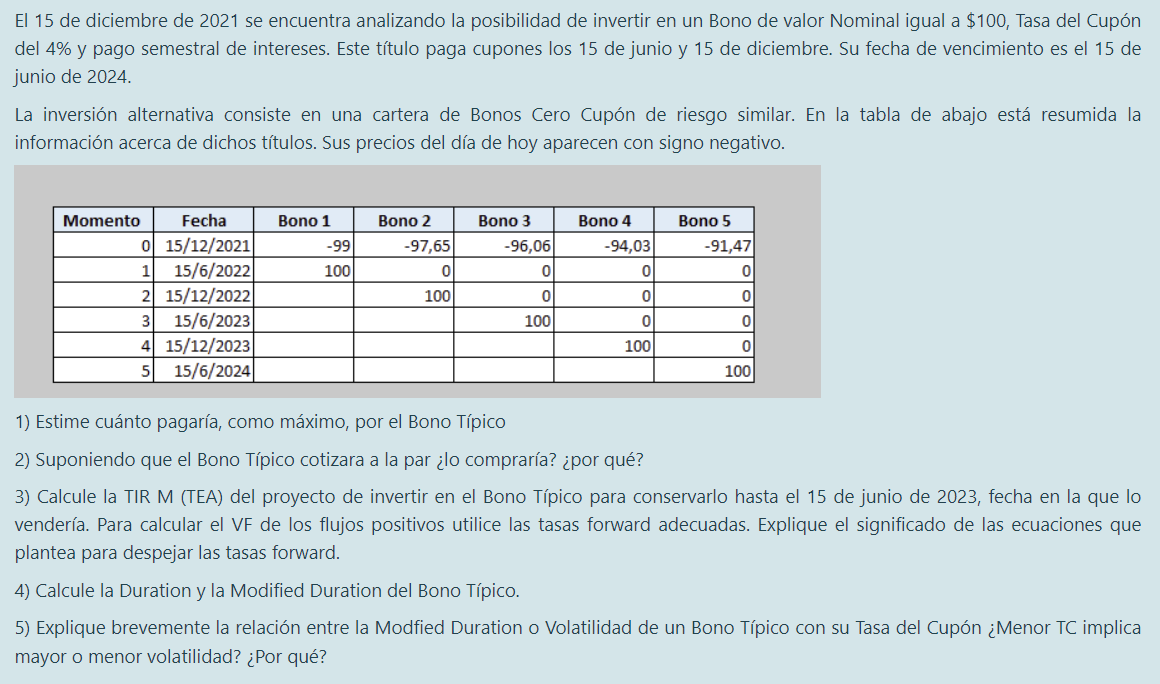 El 15 de diciembre de 2021 se encuentra analizando la posibilidad de invertir en un Bono de valor Nominal igual a $100, Tasa del Cupón
del 4% y pago semestral de intereses. Este título paga cupones los 15 de junio y 15 de diciembre. Su fecha de vencimiento es el 15 de
junio de 2024.
La inversión alternativa consiste en una cartera de Bonos Cero Cupón de riesgo similar. En la tabla de abajo está resumida la
información acerca de dichos títulos. Sus precios del día de hoy aparecen con signo negativo.
Momento Fecha Bono 1 Bono 2 Bono 3 Bono 4 Bono 5
0 15/12/2021 -99 -97,65 -96,06 -94,03 -91,47
1 15/6/2022 100 0 0 0 0
2 15/12/2022 100 0 0 0
3 15/6/2023 100 0 0
4 15/12/2023 100 0
5 15/6/2024 100
1) Estime cuánto pagaría, como máximo, por el Bono Típico
2) Suponiendo que el Bono Típico cotizara a la par ¿lo compraría? ¿por qué?
3) Calcule la TIR M (TEA) del proyecto de invertir en el Bono Típico para conservarlo hasta el 15 de junio de 2023, fecha en la que lo
vendería. Para calcular el VF de los flujos positivos utilice las tasas forward adecuadas. Explique el significado de las ecuaciones que
plantea para despejar las tasas forward.
4) Calcule la Duration y la Modified Duration del Bono Típico.
5) Explique brevemente la relación entre la Modfied Duration o Volatilidad de un Bono Típico con su Tasa del Cupón ¿Menor TC implica
mayor o menor volatilidad? ¿Por qué?